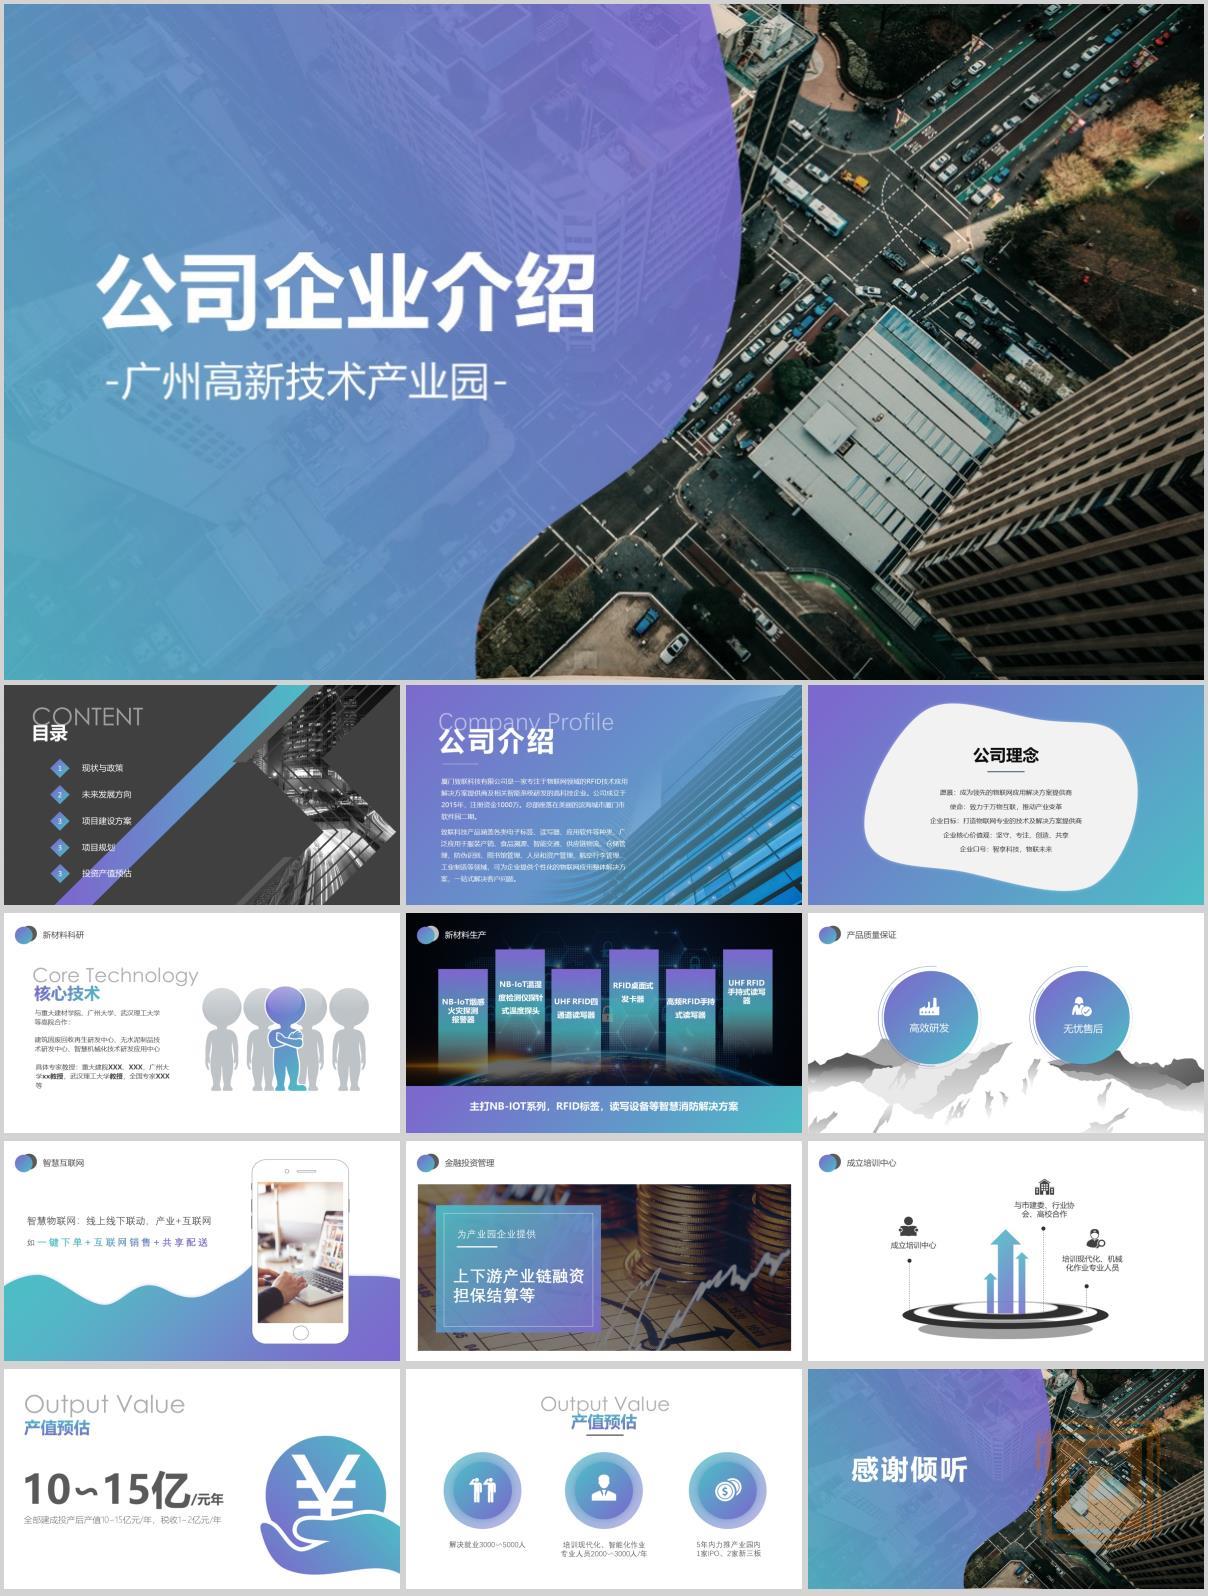 公司企业介绍
-广州高新技术产业园-
CONTENT
目录
1 现状与政策
2 未来发展方向
3 项目建设方案
3 项目规划
3 投资产值预估
Company Profile
公司介绍
厦门致联科技有限公司是一家专注于物联网领域的RFID技术应用
解决方案提供商及相关智能系统研发的高科技企业。公司成立于
2015年，注册资金1000万。总部座落在美丽的滨海城市厦门市
软件园二期。
致联科技产品涵盖各类电子标签、读写器、应用软件等种类，广
泛应用于服装产销、食品溯源、智能交通、供应链物流、仓储管
理、防伪识别、图书馆管理、人员和资产管理、航空行李管理、
工业制造等领域，可为企业提供个性化的物联网应用整体解决方
案，一站式解决客户问题。
公司理念
愿景：成为领先的物联网应用解决方案提供商
使命：致力于万物互联，推动产业变革
企业目标：打造物联网专业的技术及解决方案提供商
企业核心价值观：坚守、专注、创造、共享
企业口号：智享科技，物联未来
新材料科研
Core Technology
核心技术
与重大建材学院、广州大学、武汉理工大学
等高院合作：
建筑固废回收再生研发中心、无水泥制品技
术研发中心、智慧机械化技术研发应用中心
具体专家教授：重大建院XXX、XXX，广州大
学xx教授，武汉理工大学教授，全国专家XXX
等
新材料生产
NB-IoT烟感
火灾探测
报警器
NB-IoT温湿
度检测仪探针
式温度探头
UHF RFID四
通道读写器
RFID桌面式
发卡器
高频RFID手持
式读写器
UHF RFID
手持式读写
器
主打NB-IOT系列，RFID标签，读写设备等智慧消防解决方案
产品质量保证
高效研发
无忧售后
智慧互联网
智慧物联网：线上线下联动，产业+互联网
如一键下单+互联网销售+共享配送
金融投资管理
为产业园企业提供
上下游产业链融资
担保结算等
成立培训中心
与市建委、行业协
会、高校合作
成立培训中心
培训现代化、机械
化作业专业人员
Output Value
产值预估
10~15亿/元年
全部建成投产后产值10~15亿元/年，税收1~2亿元/年
Output Value
产值预估
解决就业3000~5000人
培训现代化、智能化作业
专业人员2000~3000人/年
5年内力推产业园内
1家IPO、2家新三板
感谢倾听